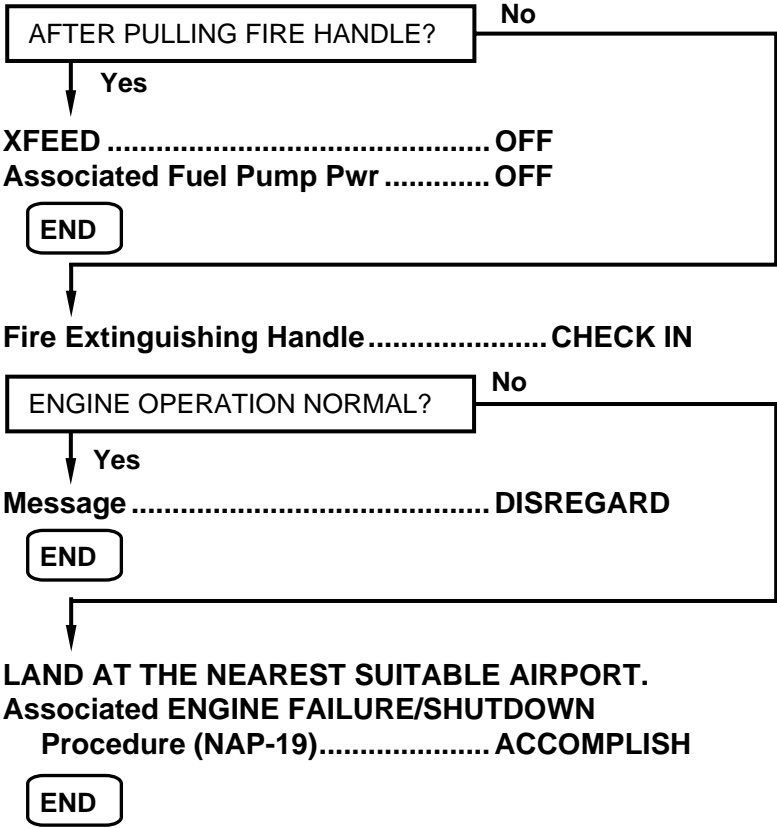 AFTER PULLING FIRE HANDLE?
No
Yes
XFEED ............................................... OFF
Associated Fuel Pump Pwr ............. OFF
END
Fire Extinguishing Handle...................... CHECK IN
ENGINE OPERATION NORMAL?
No
Yes
Message ............................................ DISREGARD
END
LAND AT THE NEAREST SUITABLE AIRPORT.
Associated ENGINE FAILURE/SHUTDOWN
Procedure (NAP-19)..................... ACCOMPLISH
END